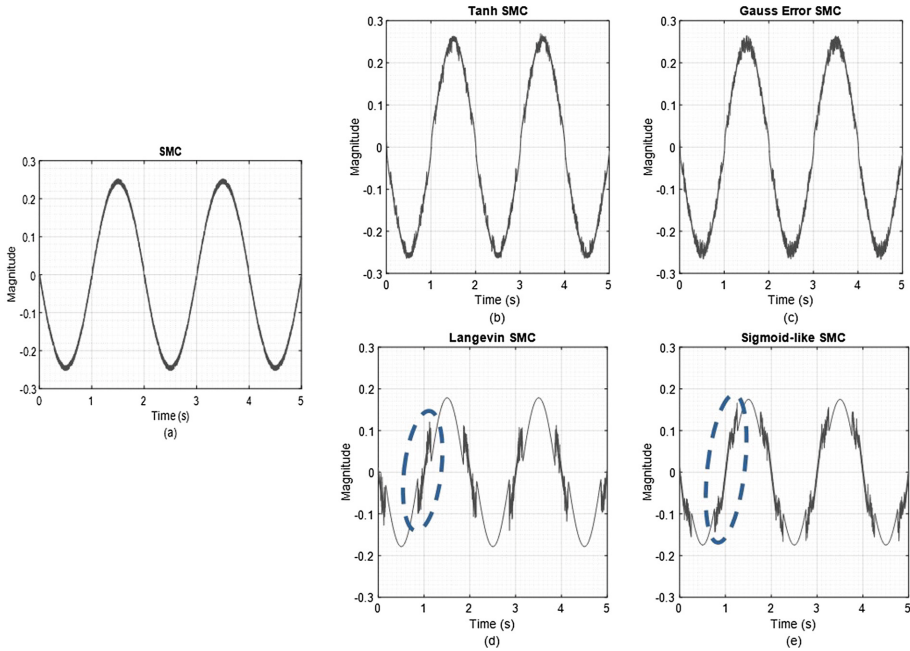 SMC
0.3
0.2
0.1
0
-0.1
-0.2
-0.3
Magnitude
0 1 2 3 4 5
Time (s)
(a)
Tanh SMC
0.3
0.2
0.1
0
-0.1
-0.2
-0.3
Magnitude
0 1 2 3 4 5
Time (s)
(b)
Gauss Error SMC
0.3
0.2
0.1
0
-0.1
-0.2
-0.3
Magnitude
0 1 2 3 4 5
Time (s)
(c)
Langevin SMC
0.3
0.2
0.1
0
-0.1
-0.2
-0.3
Magnitude
0 1 2 3 4 5
Time (s)
(d)
Sigmoid-like SMC
0.3
0.2
0.1
0
-0.1
-0.2
-0.3
Magnitude
0 1 2 3 4 5
Time (s)
(e)